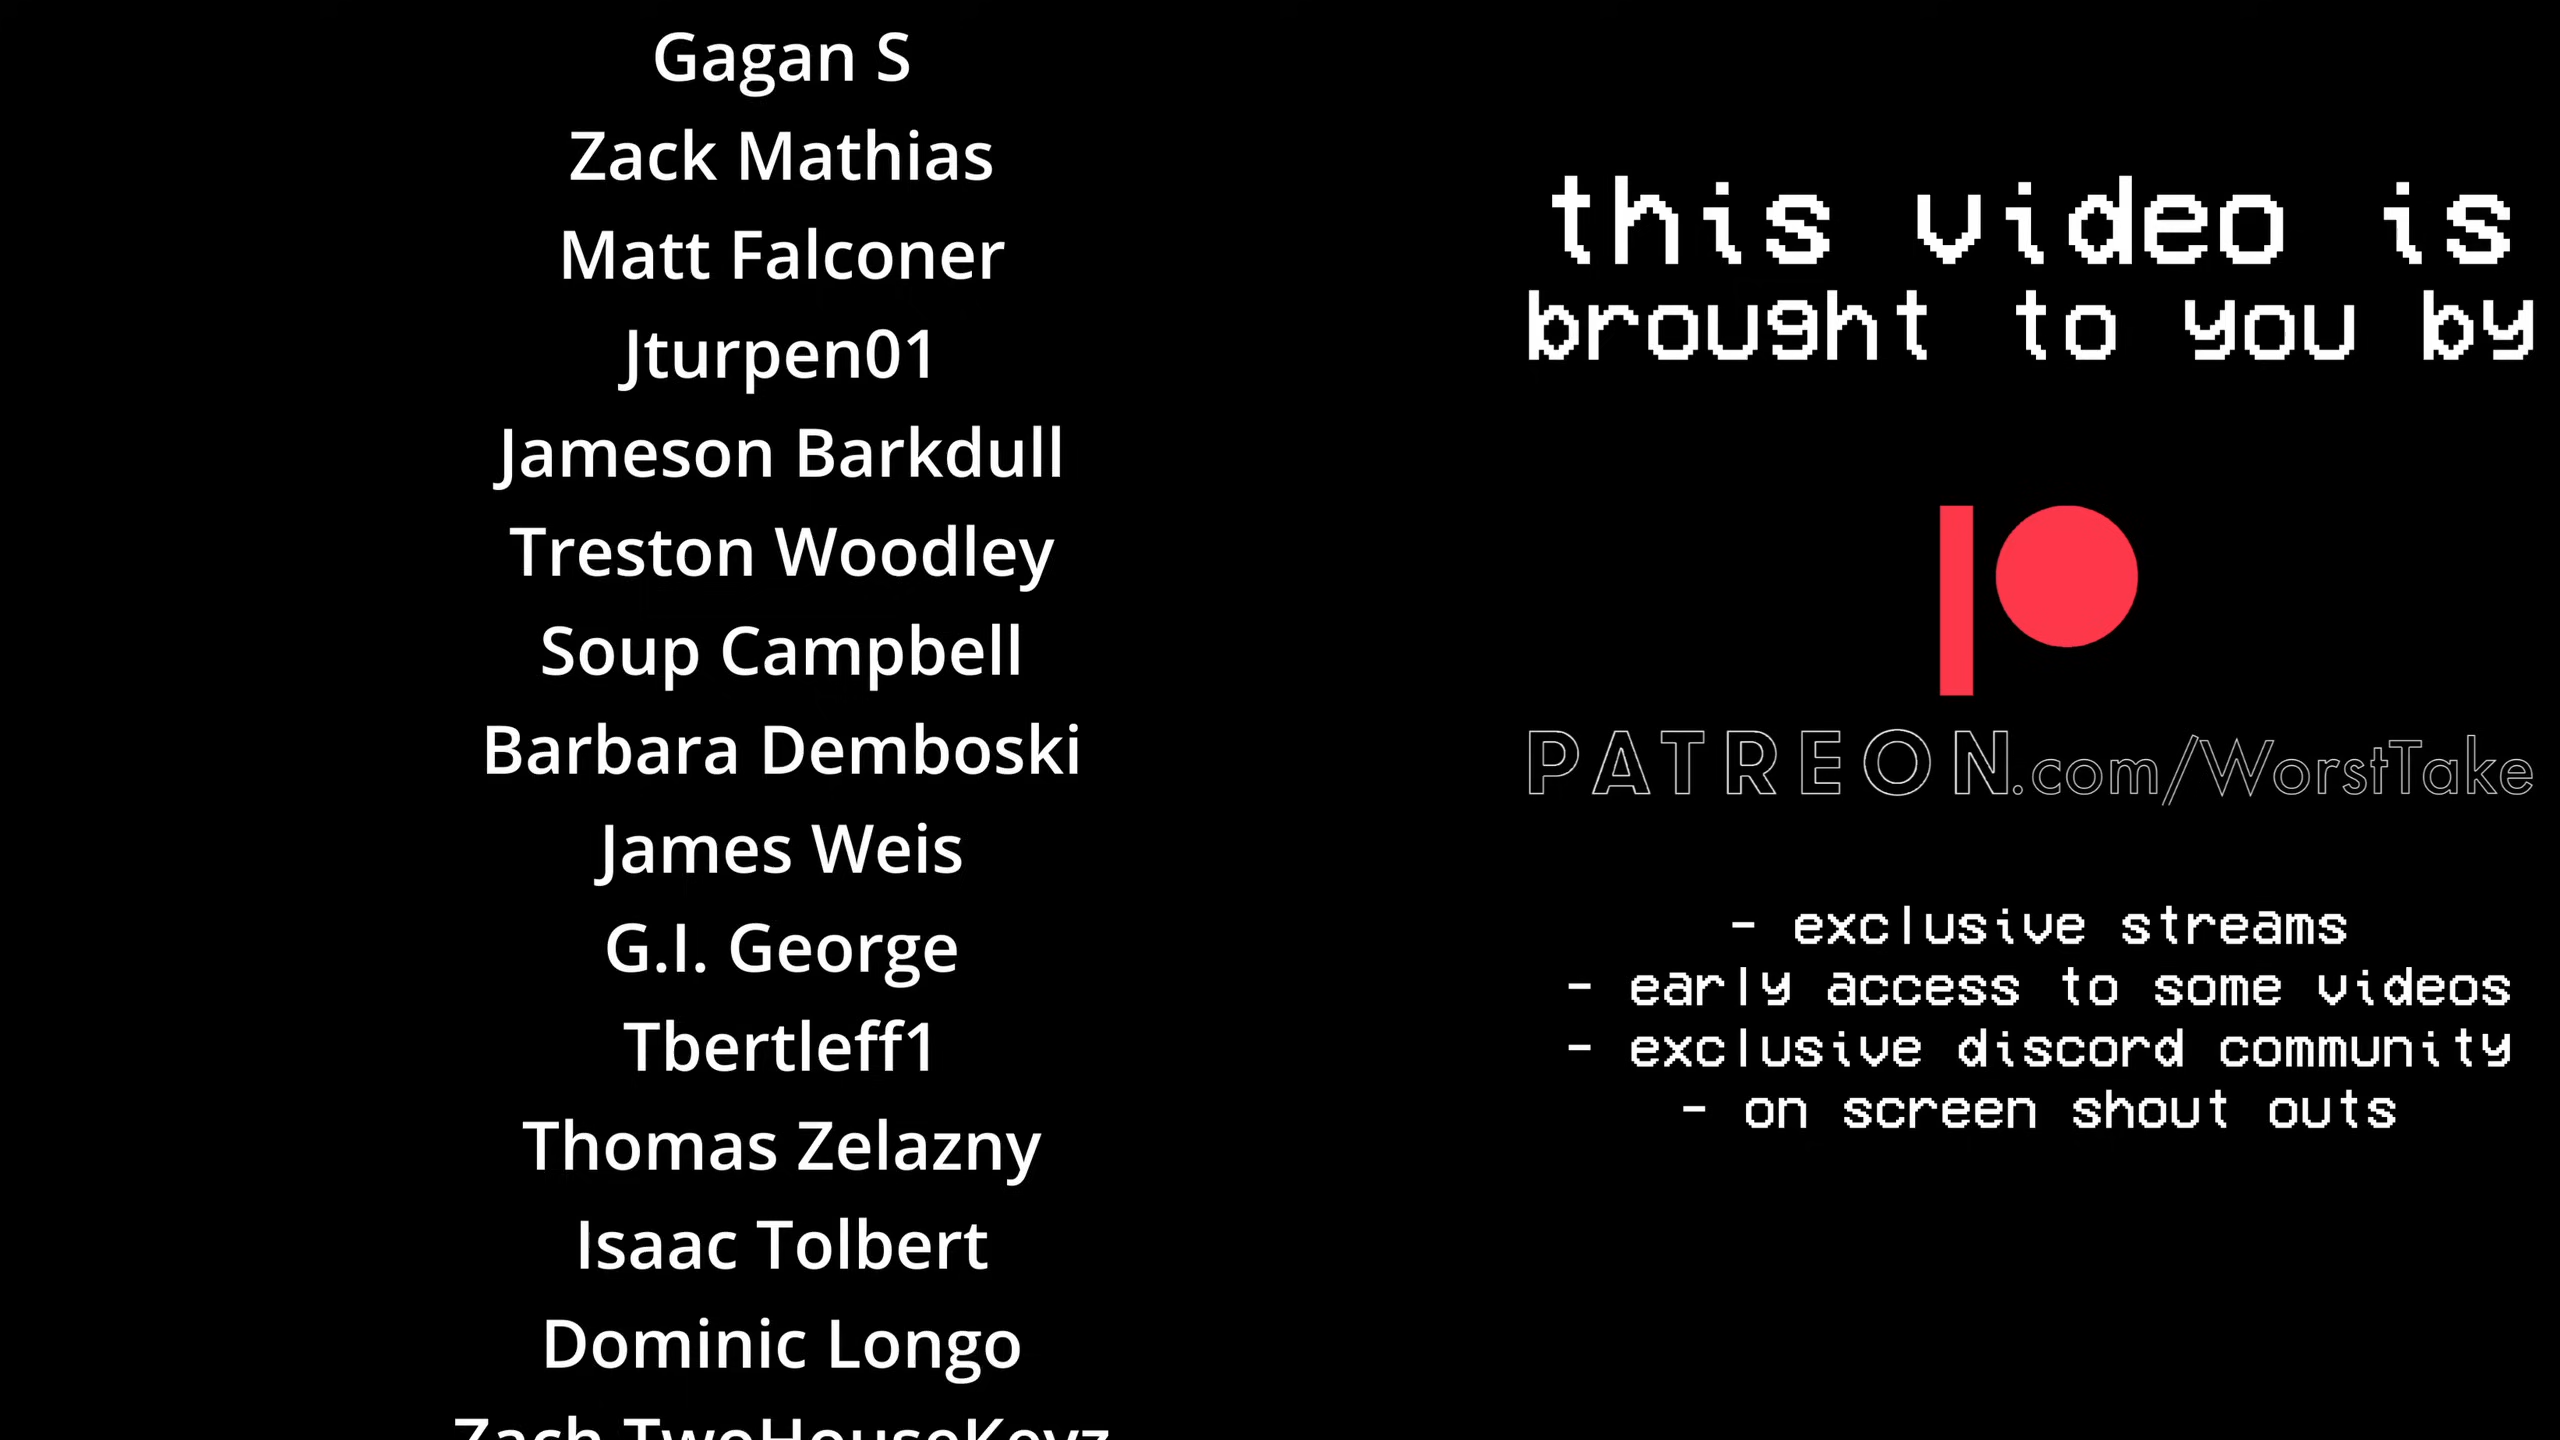 Gagan S
Zack Mathias
Matt Falconer
Jturpen01
Jameson Barkdull
Treston Woodley
Soup Campbell
Barbara Demboski
James Weis
G.I. George
Tbertleff1
Thomas Zelazny
Isaac Tolbert
Dominic Longo
Zach TwoHouseKeyz
this video is
brought to you by
PATREON.com/WorstTake
- exclusive streams
- early access to some videos
- exclusive discord community
- on screen shout outs